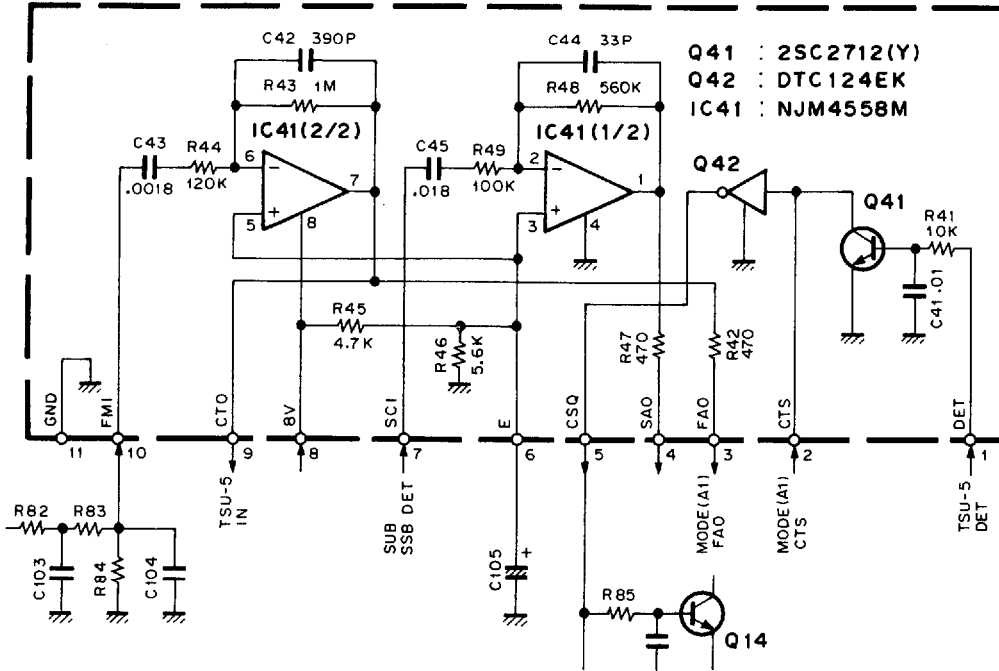 C42 390P
R43 1M
IC41(2/2)
C43
.0018
R44
120K
6
5
7
8
C44 33P
R48 560K
IC41(1/2)
C45
.018
R49
100K
2
3
1
4
Q41 : 2SC2712(Y)
Q42 : DTC124EK
IC41 : NJM4558M
Q42
Q41
R41
10K
C41 .01
R45
4.7K
R46
5.6K
R47
470
R42
470
GND
FMI
CTO
8V
SCI
E
CSQ
SAO
FAO
CTS
DET
11
10
9
8
7
6
5
4
3
2
1
TSU-5
IN
SUB
SSB DET
MODE(A1)
FAO
MODE(A1)
CTS
TSU-5
DET
R82
R83
C103
R84
C104
C105
+
R85
Q14